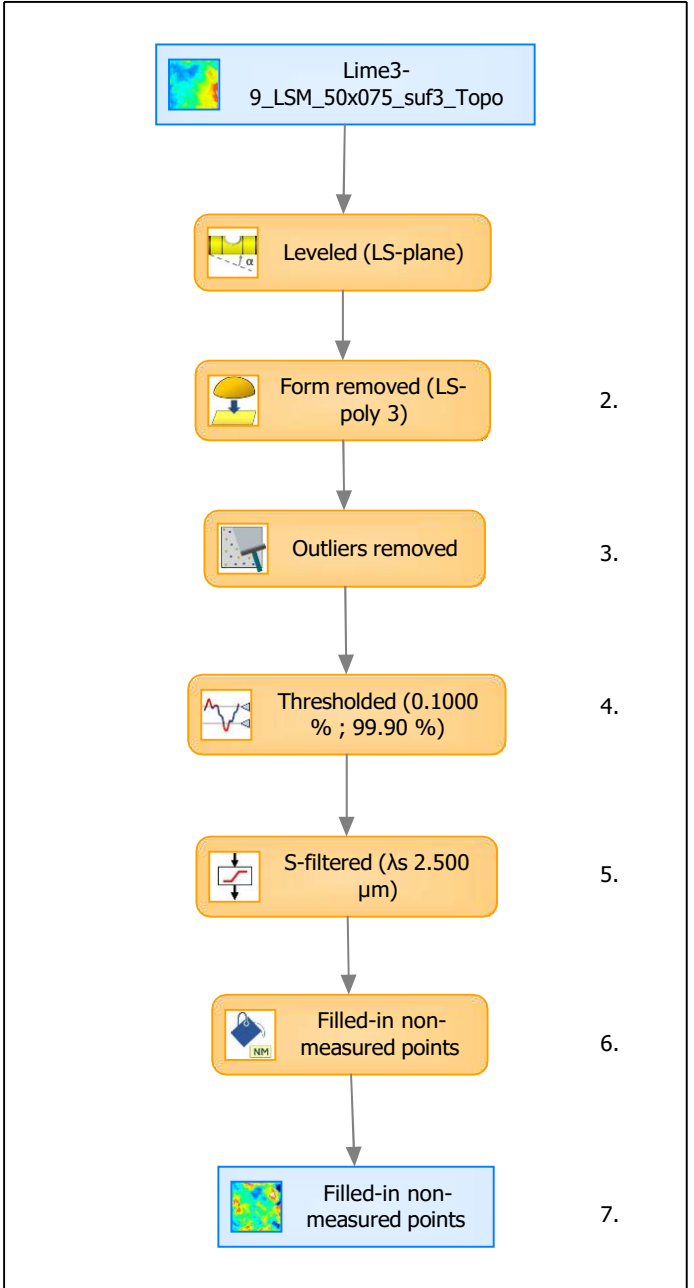 Lime3-
9_LSM_50x075_suf3_Topo
α
Leveled (LS-plane)
Form removed (LS-
poly 3)
2.
Outliers removed
3.
Thresholded (0.1000
% ; 99.90 %)
4.
S-filtered (λs 2.500
µm)
5.
NM
Filled-in non-
measured points
6.
Filled-in non-
measured points
7.